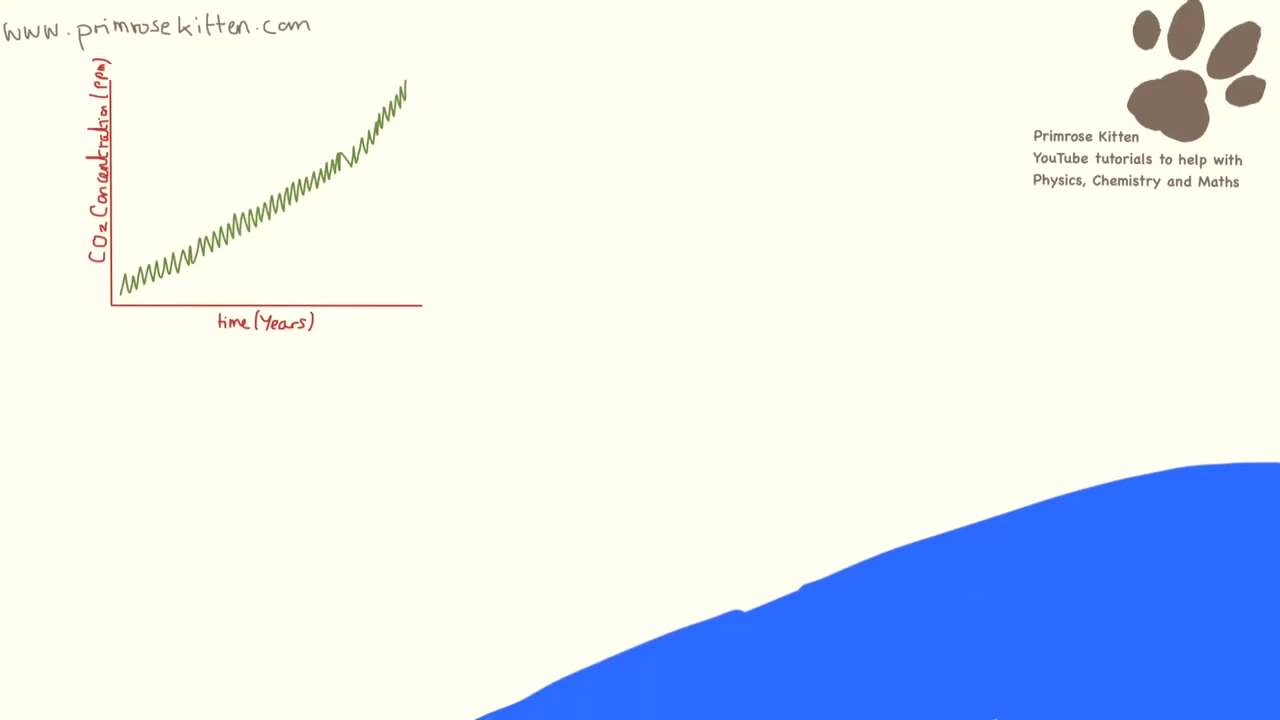 www.primrosekitten.com
CO2 Concentration (ppm)
time (Years)
Primrose Kitten
YouTube tutorials to help with
Physics, Chemistry and Maths